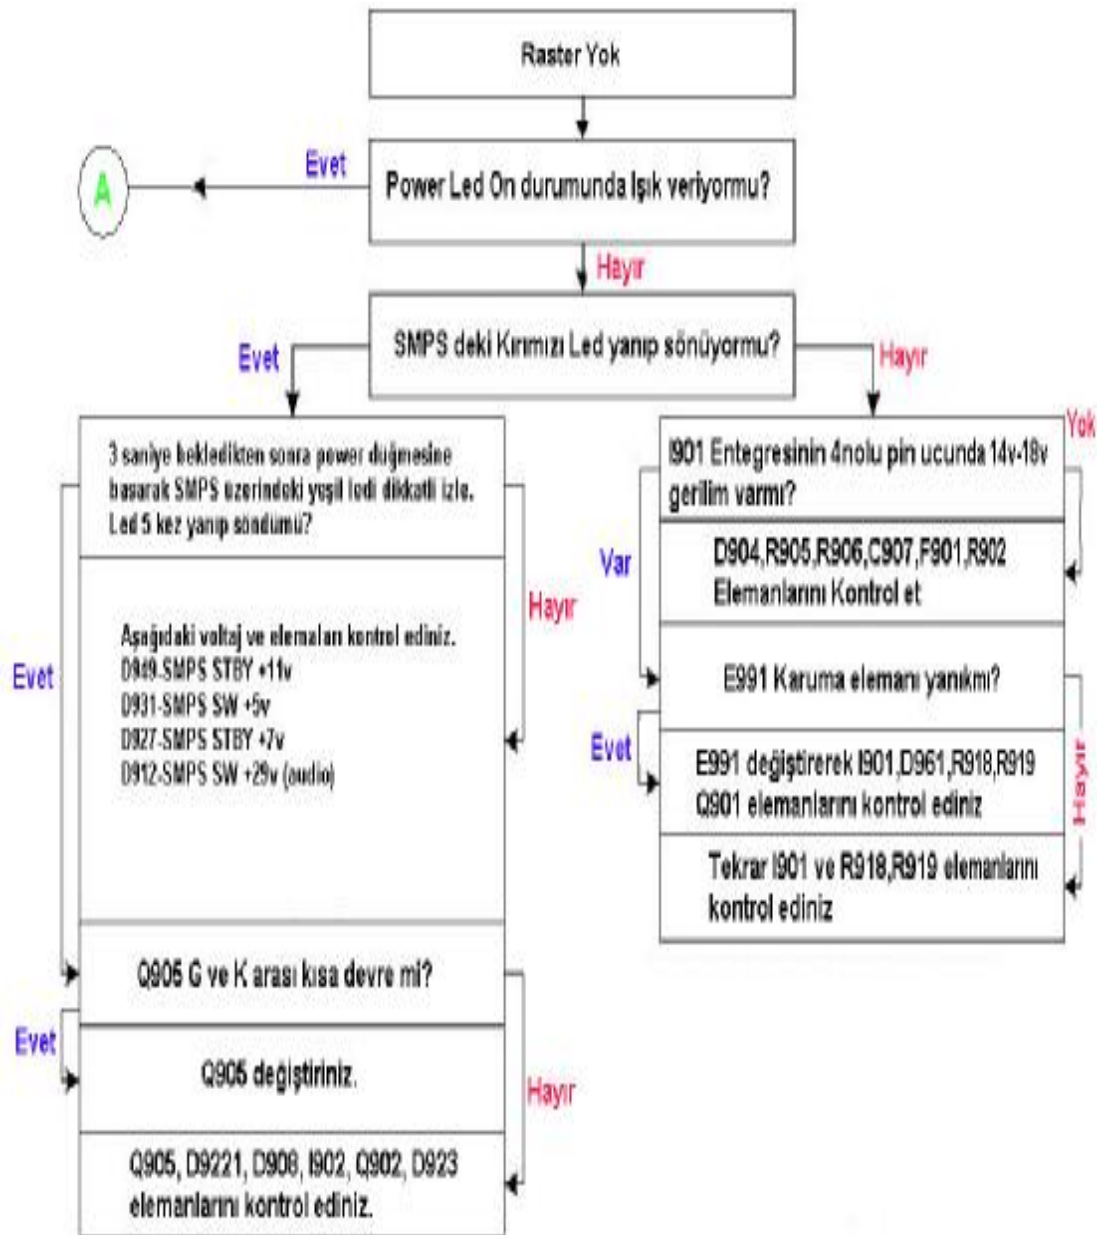 Raster Yok
Evet
A
Power Led On durumunda Işık veriyormu?
Hayır
SMPS deki Kırımızı Led yanıp sönüyormu?
Evet
Hayır
3 saniye bekledikten sonra power duğmesine
basarak SMPS üzerindeki yeşil ledi dikkatli izle.
Led 5 kez yanıp söndümü?
Evet
Hayır
Aşağıdaki voltaj ve elemaları kontrol ediniz.
D949-SMPS STBY +11v
D931-SMPS SW +5v
D927-SMPS STBY +7v
D912-SMPS SW +29v (audio)
Q905 G ve K arası kısa devre mi?
Evet
Hayır
Q905 değiştiriniz.
Q905, D9221, D908, I902, Q902, D923
elemanlarını kontrol ediniz.
I901 Entegresinin 4nolu pin ucunda 14v-18v
gerilim varmı?
Yok
Var
D904,R905,R906,C907,F901,R902
Elemanlarını Kontrol et
E991 Karuma elemanı yanıkmı?
Evet
Hayır
E991 değiştirerek I901,D961,R918,R919
Q901 elemanlarını kontrol ediniz
Tekrar I901 ve R918,R919 elemanlarını
kontrol ediniz